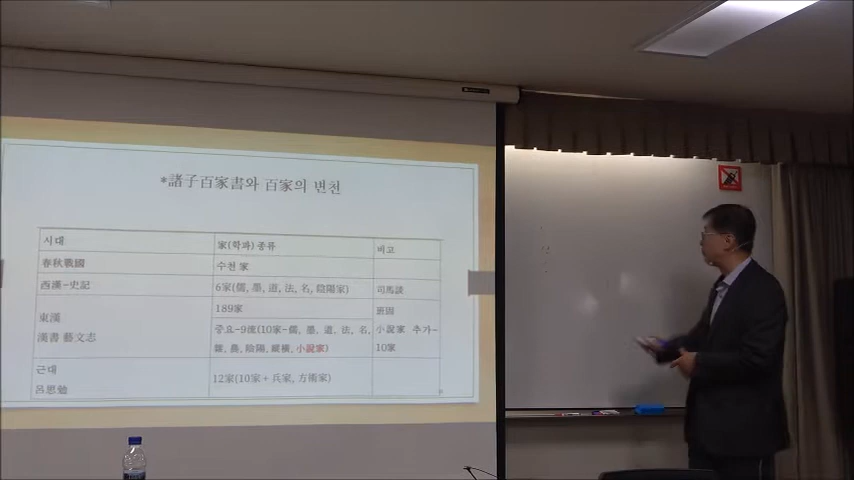 *諸子百家書와 百家의 변천
시대 家(학과) 종류 비고
春秋戰國 수천 家
西漢-史記 6家(儒, 墨, 道, 法, 名, 陰陽家) 司馬談
東漢 189家 班固
漢書 藝文志 중요-9流(10家-儒, 墨, 道, 法, 名, 小說家 추가-
雜, 農, 陰陽, 縱橫, 小說家) 10家
근대
呂思勉 12家(10家+ 兵家, 方術家)